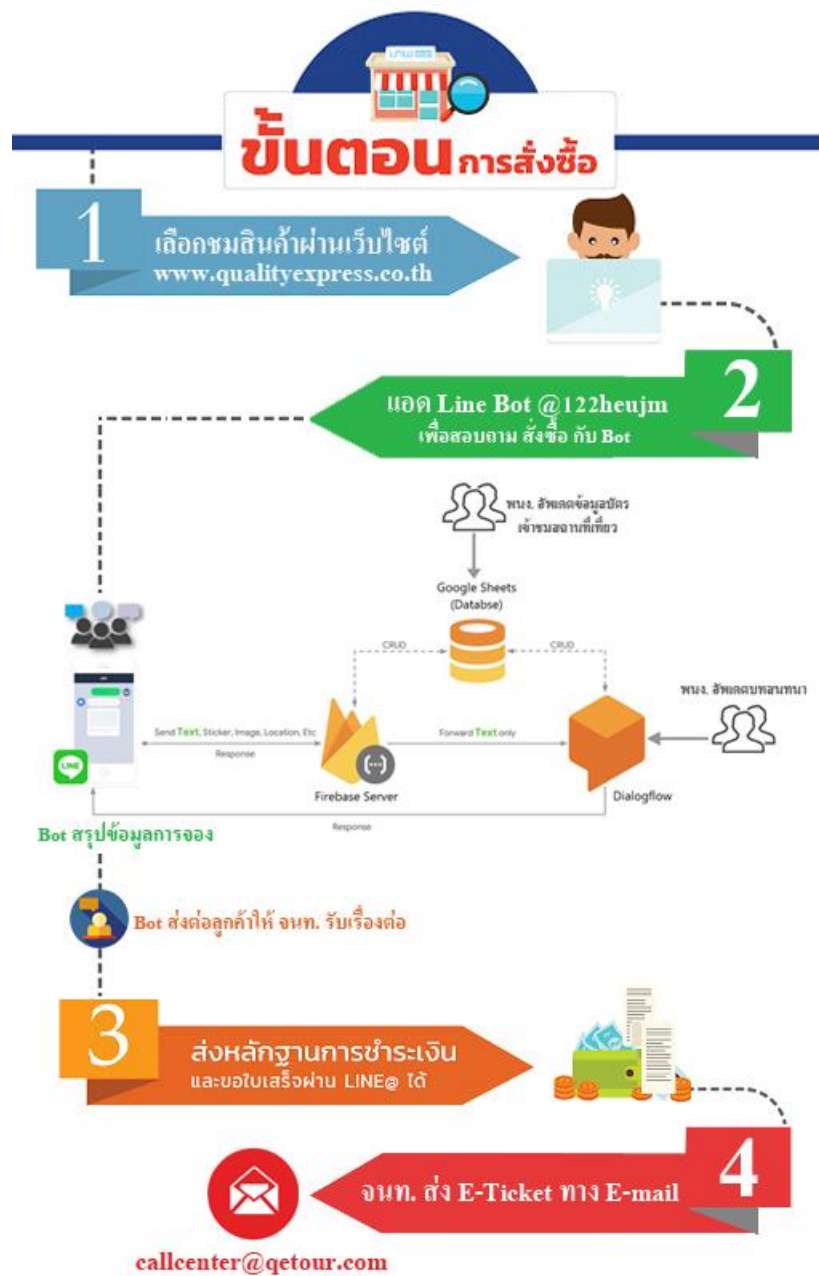 ขั้นตอน การสั่งซื้อ
1
เลือกชมสินค้าผ่านเว็บไซต์
www.qualityexpress.co.th
2
แอด Line Bot @122heujm
เพื่อสอบถาม สั่งซื้อ กับ Bot
พนง. อัพเดตข้อมูลบัตร
เข้าชมสถานที่เที่ยว
Google Sheets
(Databse)
CRUD
CRUD
พนง. อัพเดตบทสนทนา
Send Text, Sticker, Image, Location, Etc
Response
Forward Text only
LINE
Firebase Server
Dialogflow
Response
Bot สรุปข้อมูลการจอง
Bot ส่งต่อลูกค้าให้ จนท. รับเรื่องต่อ
3
ส่งหลักฐานการชำระเงิน
และขอใบเสร็จผ่าน LINE@ ได้
4
จนท. ส่ง E-Ticket ทาง E-mail
callcenter@qetour.com